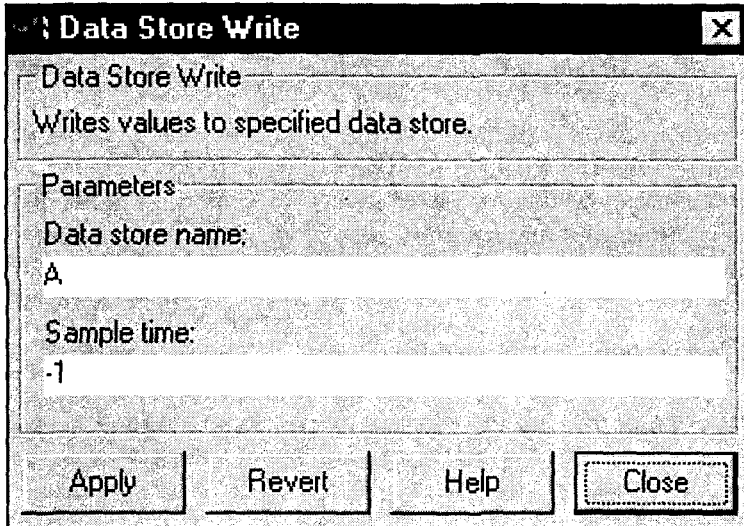 Data Store Write
Data Store Write
Writes values to specified data store.
Parameters
Data store name:
A
Sample time:
-1
Apply Revert Help Close